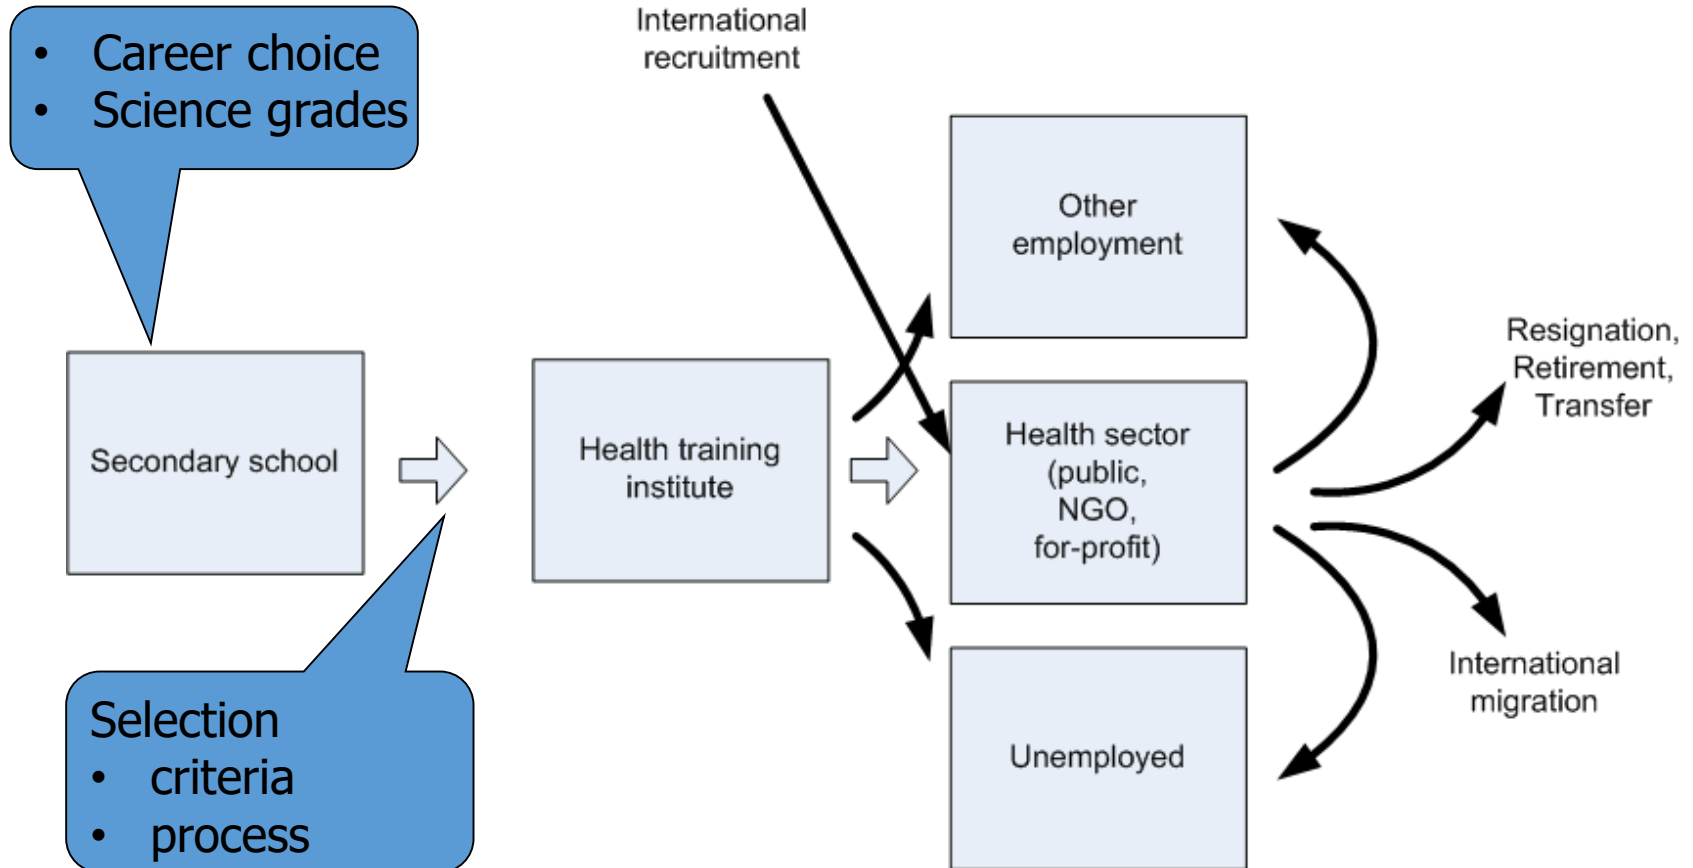 • Career choice
• Science grades
International
recruitment
Other
employment
Resignation,
Retirement,
Transfer
Secondary school
Health training
institute
Health sector
(public,
NGO,
for-profit)
International
migration
Selection
• criteria
• process
Unemployed